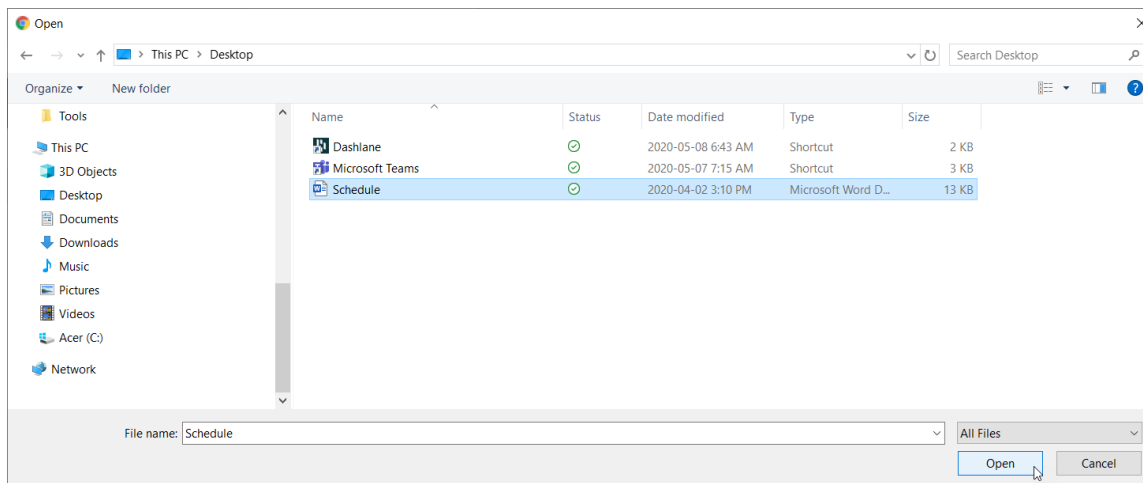 Open
This PC > Desktop
Search Desktop
Organize
New folder
Tools
Name
Status
Date modified
Type
Size
This PC
3D Objects
Desktop
Documents
Downloads
Music
Pictures
Videos
Acer (C:)
Network
Dashlane 2020-05-08 6:43 AM Shortcut 2 KB
Microsoft Teams 2020-05-07 7:15 AM Shortcut 3 KB
Schedule 2020-04-02 3:10 PM Microsoft Word D... 13 KB
File name: Schedule
All Files
Open
Cancel